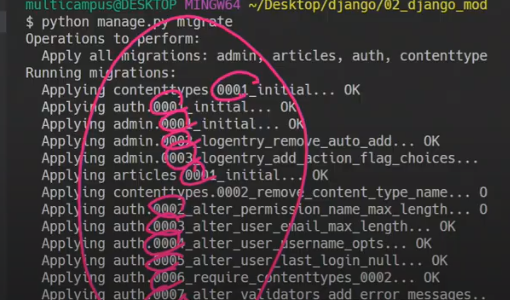 multicampus@DESKTOP MINGW64 ~/Desktop/django/02_django_mod
$ python manage.py migrate
Operations to perform:
Apply all migrations: admin, articles, auth, contenttype
Running migrations:
Applying contenttypes.0001_initial... OK
Applying auth.0001_initial... OK
Applying admin.0001_initial... OK
Applying admin.0002_logentry_remove_auto_add... OK
Applying admin.0003_logentry_add_action_flag_choices...
Applying articles.0001_initial... OK
Applying contenttypes.0002_remove_content_type_name... O
Applying auth.0002_alter_permission_name_max_length... O
Applying auth.0003_alter_user_email_max_length... OK
Applying auth.0004_alter_user_username_opts... OK
Applying auth.0005_alter_user_last_login_null... OK
Applying auth.0006_require_contenttypes_0002... OK
Applying auth.0007_alter_validators_add_error_messages..